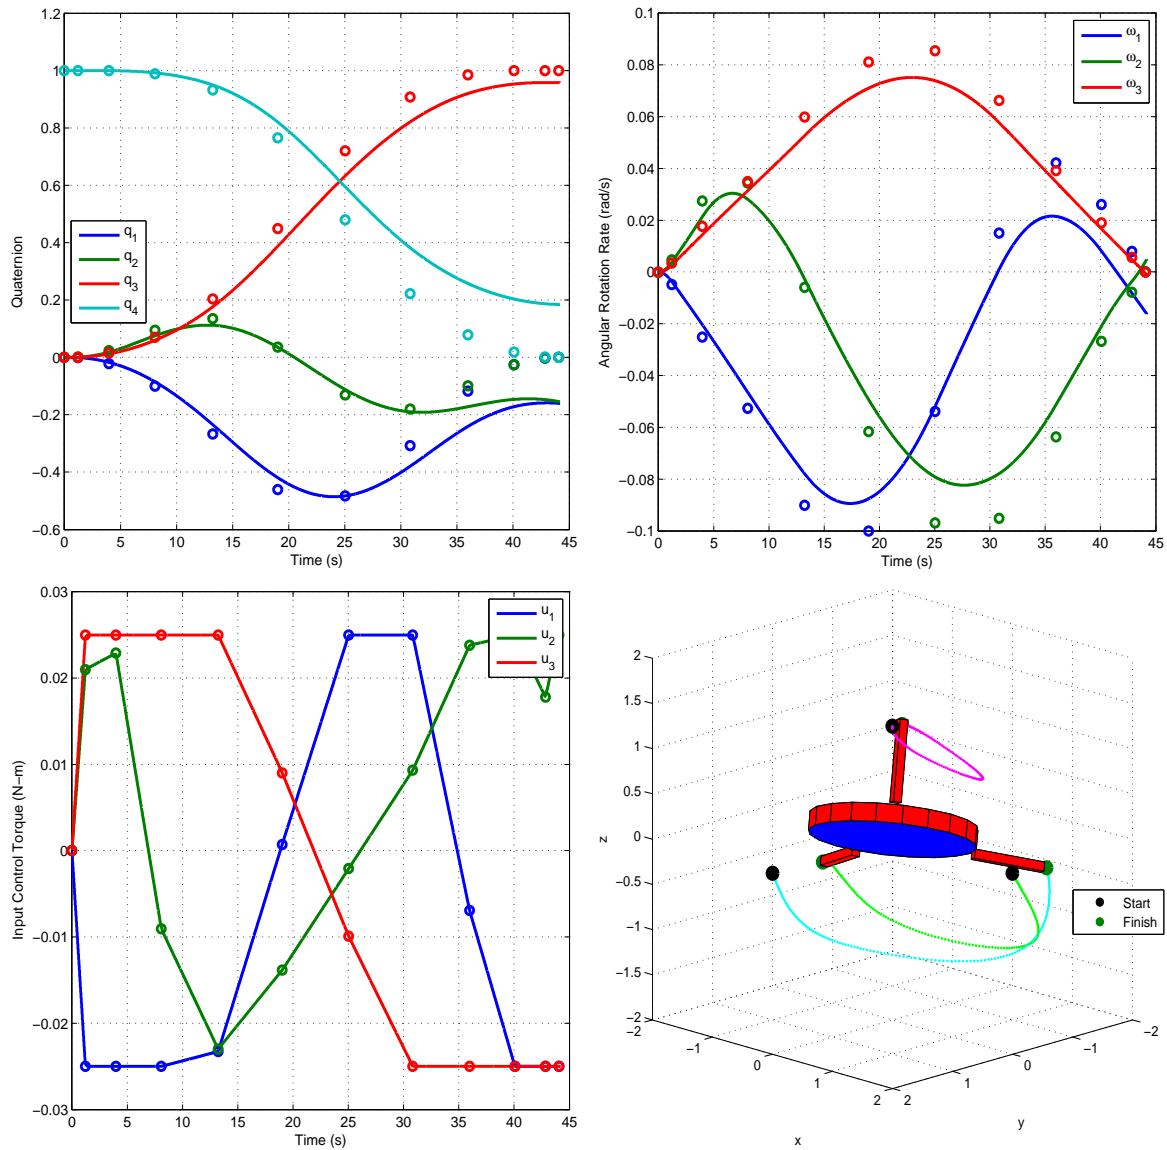 1.2
1
0.8
0.6
0.4
0.2
0
−0.2
−0.4
−0.6
Quaternion
q1
q2
q3
q4
0 5 10 15 20 25 30 35 40 45
Time (s)
0.1
0.08
0.06
0.04
0.02
0
−0.02
−0.04
−0.06
−0.08
−0.1
Angular Rotation Rate (rad/s)
ω1
ω2
ω3
0 5 10 15 20 25 30 35 40 45
Time (s)
0.03
0.02
0.01
0
−0.01
−0.02
−0.03
Input Control Torque (N−m)
u1
u2
u3
0 5 10 15 20 25 30 35 40 45
Time (s)
2
1.5
1
0.5
0
−0.5
−1
−1.5
−2
z
−2
−1
0
1
2
x
2
1
0
−1
−2
y
Start
Finish